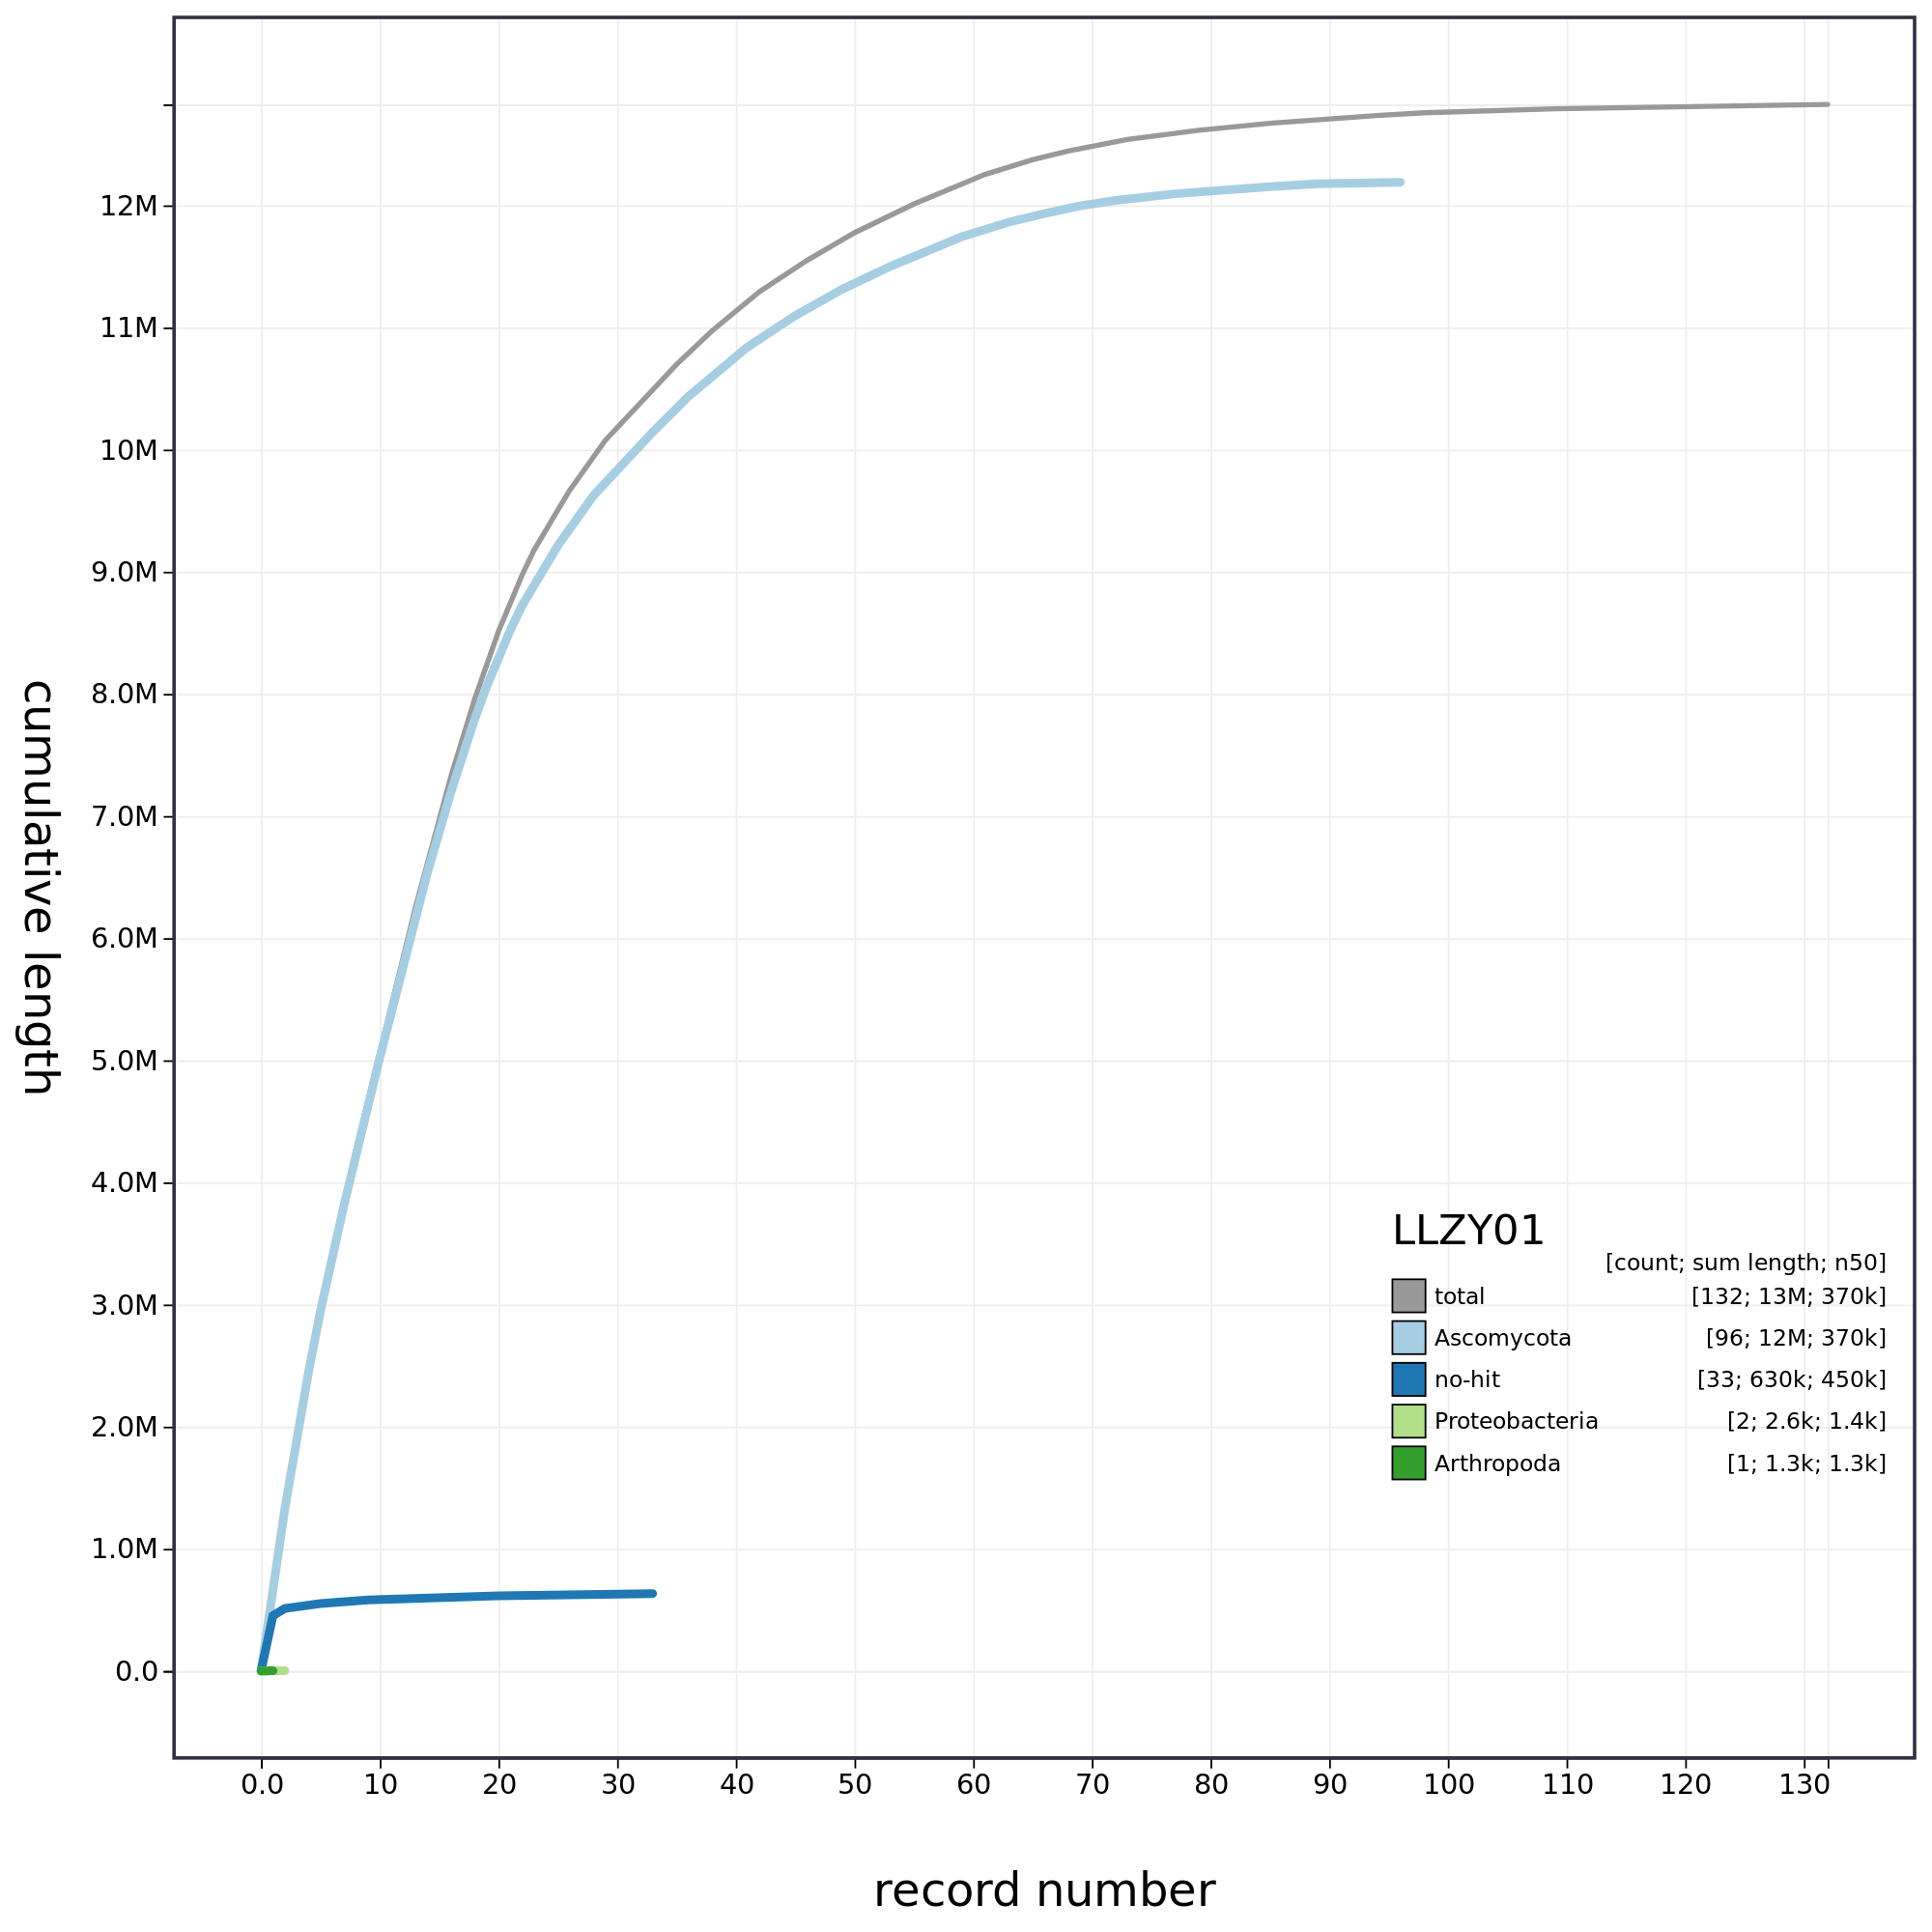 cumulative length
12M
11M
10M
9.0M
8.0M
7.0M
6.0M
5.0M
4.0M
3.0M
2.0M
1.0M
0.0
LLZY01
[count; sum length; n50]
total [132; 13M; 370k]
Ascomycota [96; 12M; 370k]
no-hit [33; 630k; 450k]
Proteobacteria [2; 2.6k; 1.4k]
Arthropoda [1; 1.3k; 1.3k]
0.0 10 20 30 40 50 60 70 80 90 100 110 120 130
record number